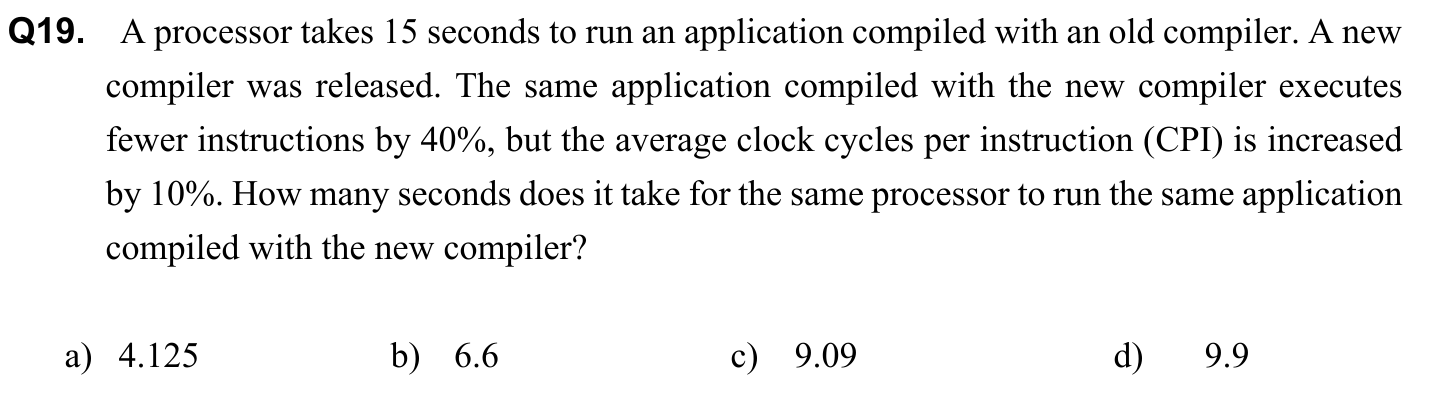 Q19. A processor takes 15 seconds to run an application compiled with an old compiler. A new
compiler was released. The same application compiled with the new compiler executes
fewer instructions by 40%, but the average clock cycles per instruction (CPI) is increased
by 10%. How many seconds does it take for the same processor to run the same application
compiled with the new compiler?
a) 4.125 b) 6.6 c) 9.09 d) 9.9